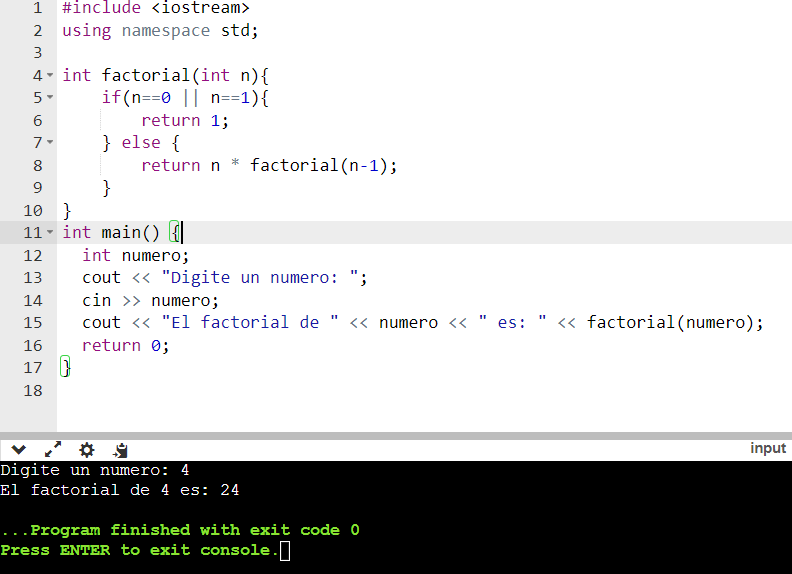 1 #include <iostream>
2 using namespace std;
3
4 int factorial(int n){
5     if(n==0 || n==1){
6         return 1;
7     } else {
8         return n * factorial(n-1);
9     }
10 }
11 int main() {
12   int numero;
13   cout << "Digite un numero: ";
14   cin >> numero;
15   cout << "El factorial de " << numero << " es: " << factorial(numero);
16   return 0;
17 }
18
input
Digite un numero: 4
El factorial de 4 es: 24

...Program finished with exit code 0
Press ENTER to exit console.